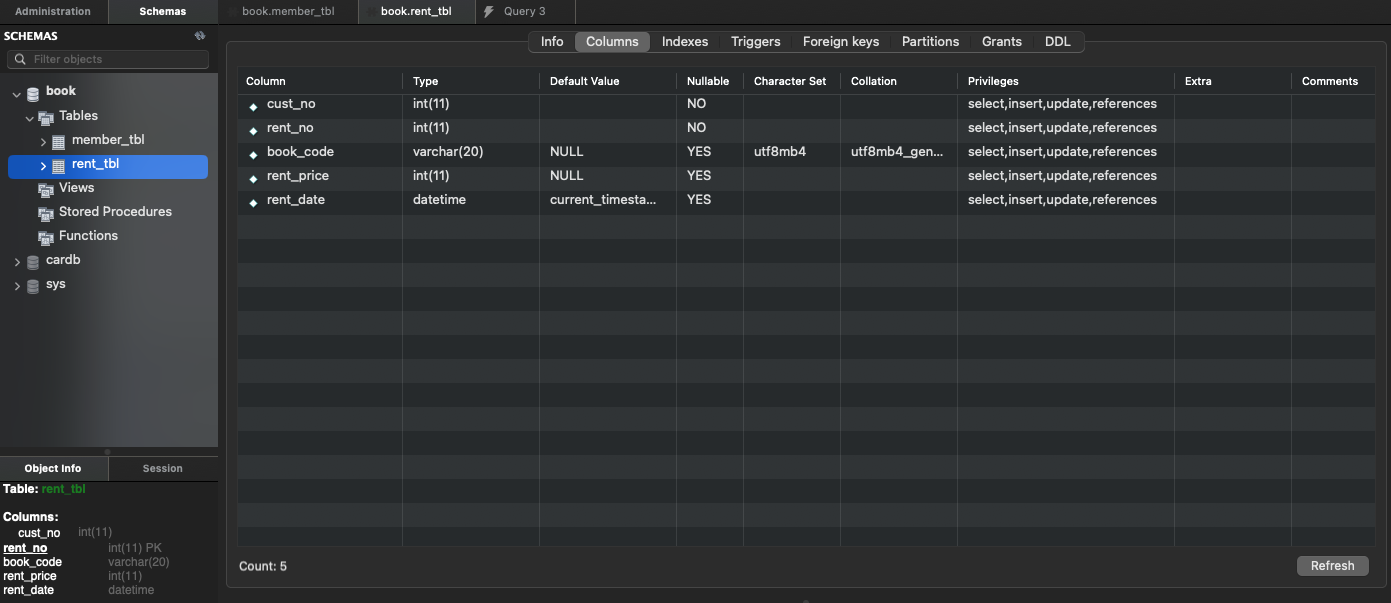 Administration Schemas book.member_tbl book.rent_tbl Query 3
SCHEMAS
Filter objects
book
Tables
member_tbl
rent_tbl
Views
Stored Procedures
Functions
cardb
sys
Object Info Session
Table: rent_tbl
Columns:
cust_no int(11)
rent_no int(11) PK
book_code varchar(20)
rent_price int(11)
rent_date datetime
Info Columns Indexes Triggers Foreign keys Partitions Grants DDL
Column Type Default Value Nullable Character Set Collation Privileges Extra Comments
cust_no int(11) NO select,insert,update,references
rent_no int(11) NO select,insert,update,references
book_code varchar(20) NULL YES utf8mb4 utf8mb4_gen... select,insert,update,references
rent_price int(11) NULL YES select,insert,update,references
rent_date datetime current_timesta... YES select,insert,update,references
Count: 5 Refresh